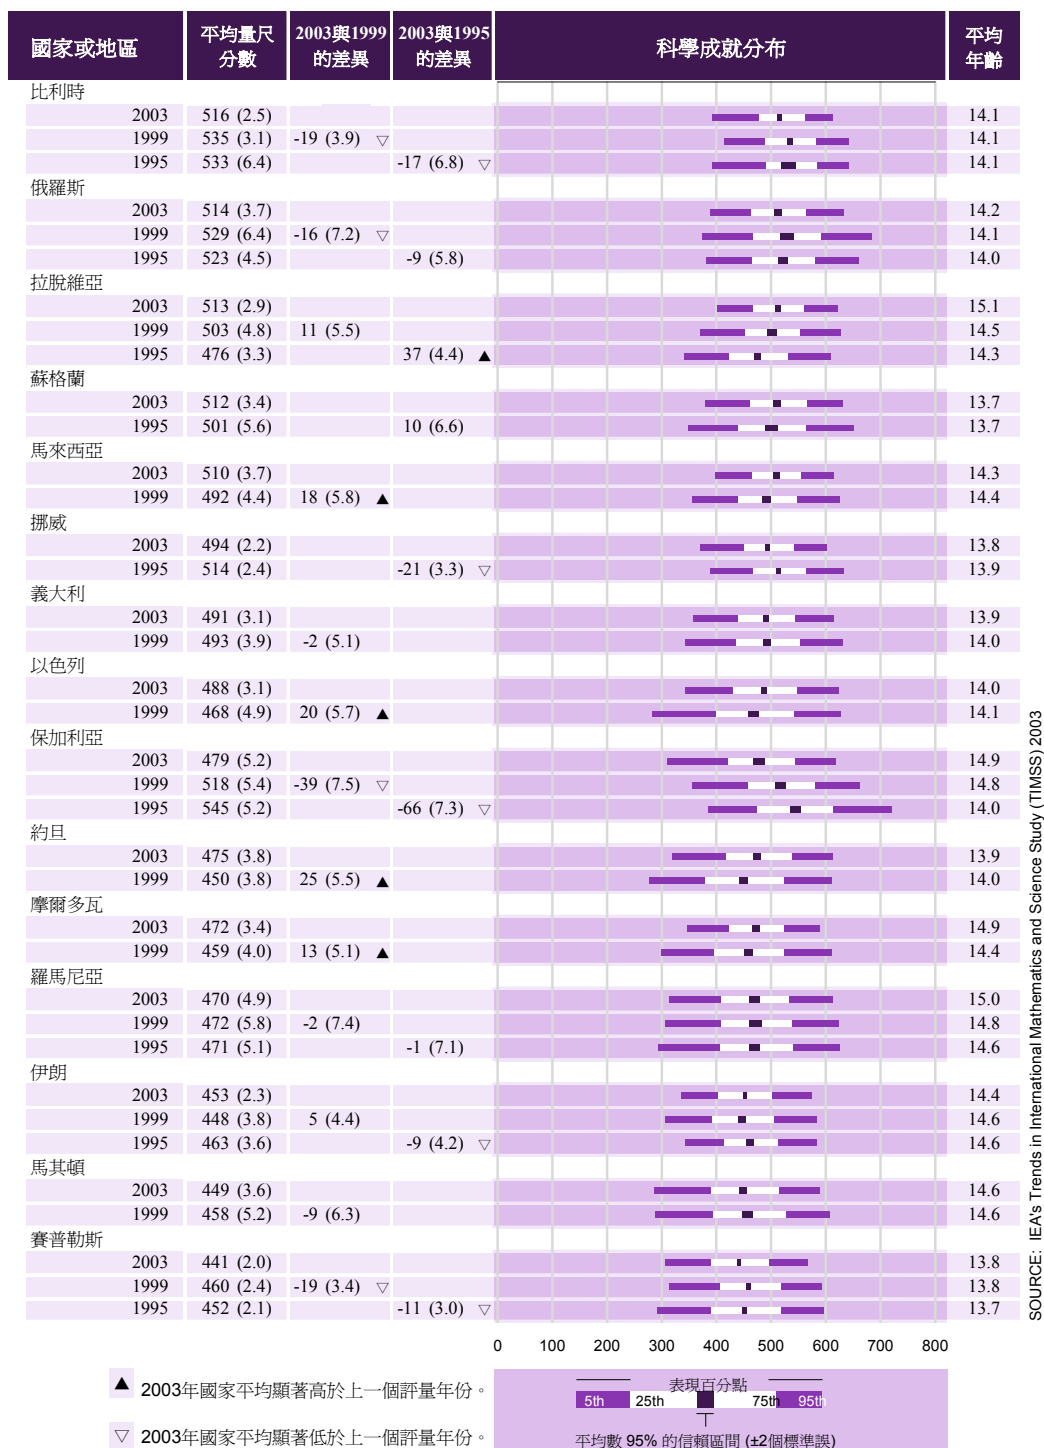 國家或地區 平均量尺分數 2003與1999的差異 2003與1995的差異 科學成就分布 平均年齡
比利時
2003 516 (2.5) 14.1
1999 535 (3.1) -19 (3.9) ▽ 14.1
1995 533 (6.4) -17 (6.8) ▽ 14.1
俄羅斯
2003 514 (3.7) 14.2
1999 529 (6.4) -16 (7.2) ▽ 14.1
1995 523 (4.5) -9 (5.8) 14.0
拉脫維亞
2003 513 (2.9) 15.1
1999 503 (4.8) 11 (5.5) 14.5
1995 476 (3.3) 37 (4.4) ▲ 14.3
蘇格蘭
2003 512 (3.4) 13.7
1995 501 (5.6) 10 (6.6) 13.7
馬來西亞
2003 510 (3.7) 14.3
1999 492 (4.4) 18 (5.8) ▲ 14.4
挪威
2003 494 (2.2) 13.8
1995 514 (2.4) -21 (3.3) ▽ 13.9
義大利
2003 491 (3.1) 13.9
1999 493 (3.9) -2 (5.1) 14.0
以色列
2003 488 (3.1) 14.0
1999 468 (4.9) 20 (5.7) ▲ 14.1
保加利亞
2003 479 (5.2) 14.9
1999 518 (5.4) -39 (7.5) ▽ 14.8
1995 545 (5.2) -66 (7.3) ▽ 14.0
約旦
2003 475 (3.8) 13.9
1999 450 (3.8) 25 (5.5) ▲ 14.0
摩爾多瓦
2003 472 (3.4) 14.9
1999 459 (4.0) 13 (5.1) ▲ 14.4
羅馬尼亞
2003 470 (4.9) 15.0
1999 472 (5.8) -2 (7.4) 14.8
1995 471 (5.1) -1 (7.1) 14.6
伊朗
2003 453 (2.3) 14.4
1999 448 (3.8) 5 (4.4) 14.6
1995 463 (3.6) -9 (4.2) ▽ 14.6
馬其頓
2003 449 (3.6) 14.6
1999 458 (5.2) -9 (6.3) 14.6
賽普勒斯
2003 441 (2.0) 13.8
1999 460 (2.4) -19 (3.4) ▽ 13.8
1995 452 (2.1) -11 (3.0) ▽ 13.7
0 100 200 300 400 500 600 700 800
▲ 2003年國家平均顯著高於上一個評量年份。
▽ 2003年國家平均顯著低於上一個評量年份。
表現百分點
5th 25th 75th 95th
平均數 95% 的信賴區間 (±2個標準誤)
SOURCE: IEA's Trends in International Mathematics and Science Study (TIMSS) 2003